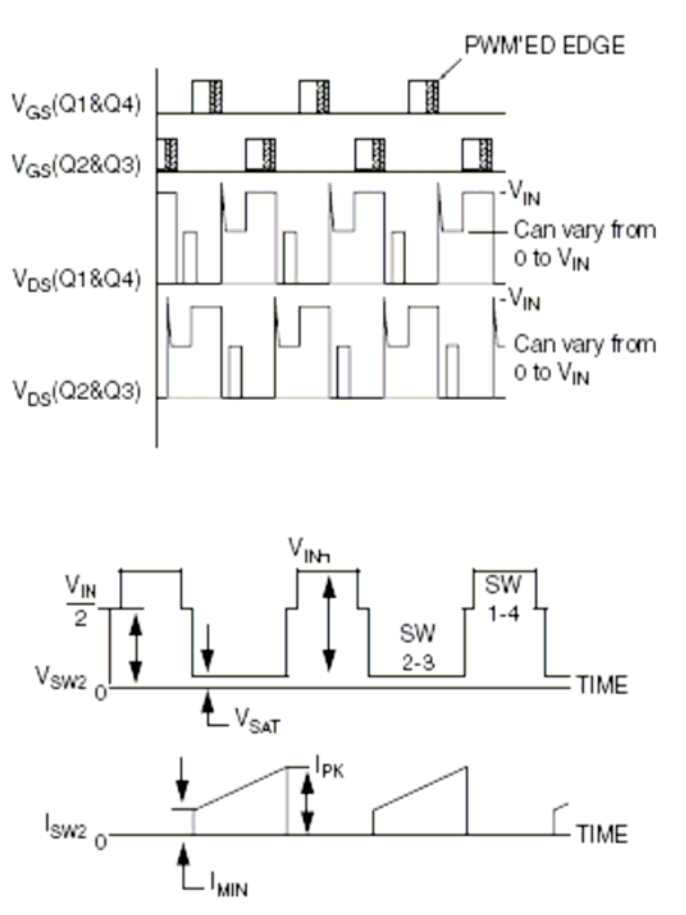 PWM'ED EDGE
VGS(Q1&Q4)
VGS(Q2&Q3)
VIN
Can vary from
0 to VIN
VDS(Q1&Q4)
VIN
Can vary from
0 to VIN
VDS(Q2&Q3)
VIN
VIN
2
SW
1-4
SW
2-3
VSW2 0
TIME
VSAT
IPK
ISW2 0
TIME
IMIN